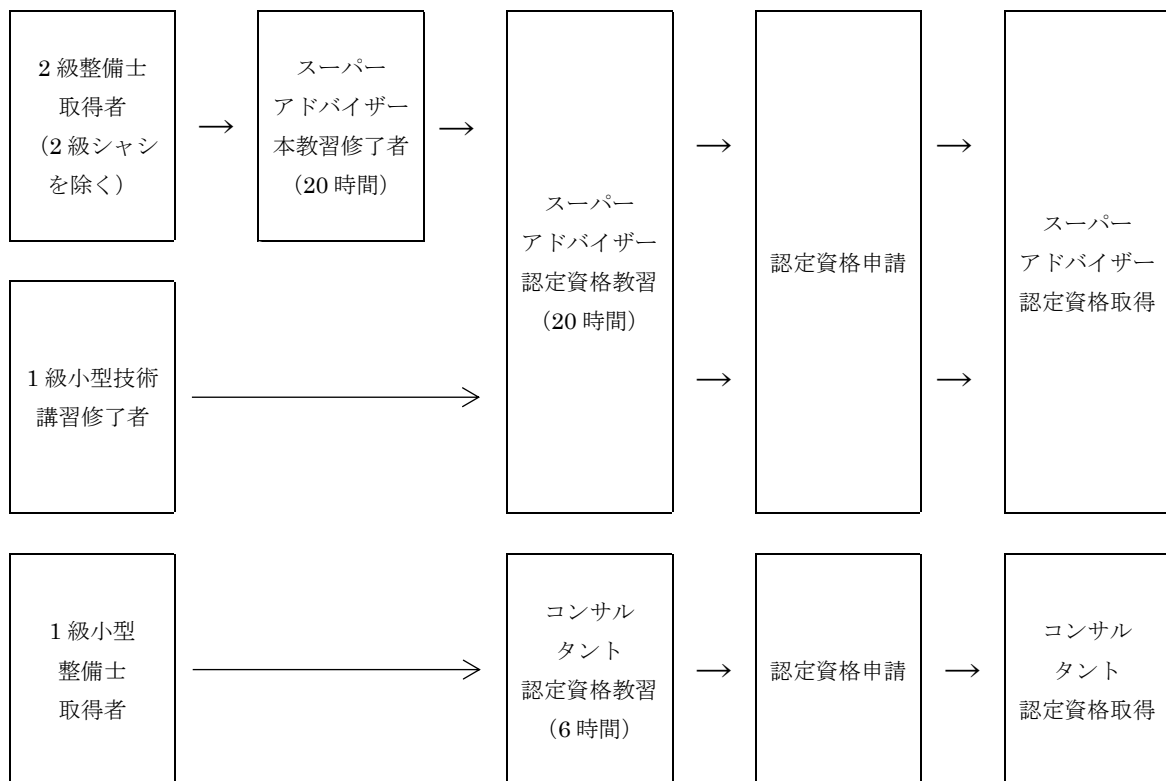 2級整備士
取得者
（2級シャシ
を除く）
→
スーパー
アドバイザー
本教習修了者
（20時間）
→
スーパー
アドバイザー
認定資格教習
（20時間）
→
→
認定資格申請
→
→
スーパー
アドバイザー
認定資格取得
1級小型技術
講習修了者
1級小型
整備士
取得者
コンサル
タント
認定資格教習
（6時間）
→
認定資格申請
→
コンサル
タント
認定資格取得